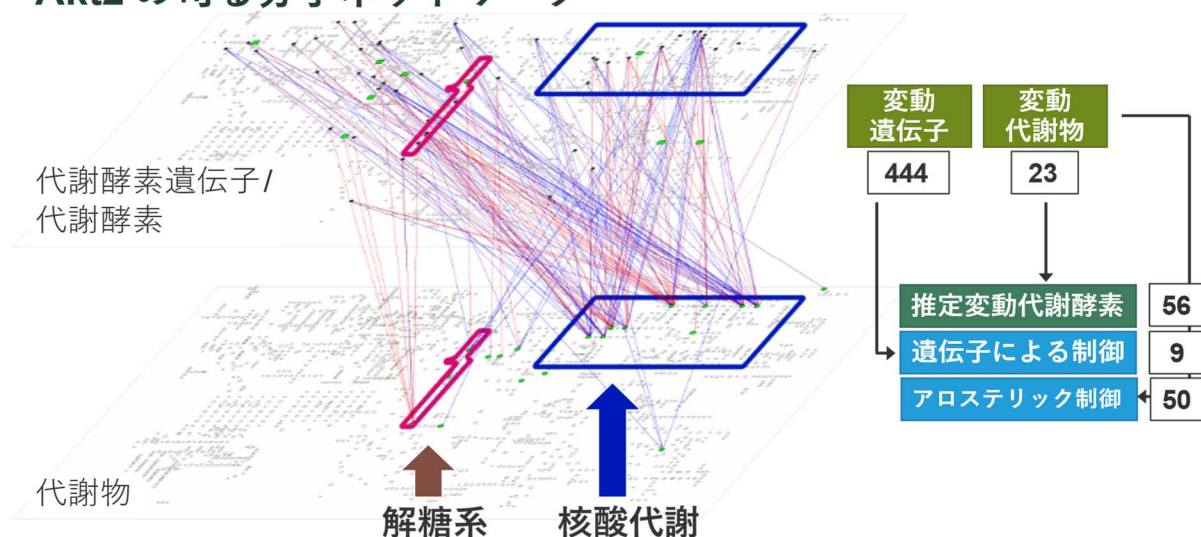 代謝酵素遺伝子/
代謝酵素
代謝物
解糖系
核酸代謝
変動
遺伝子
444
変動
代謝物
23
推定変動代謝酵素
56
遺伝子による制御
9
アロステリック制御
50